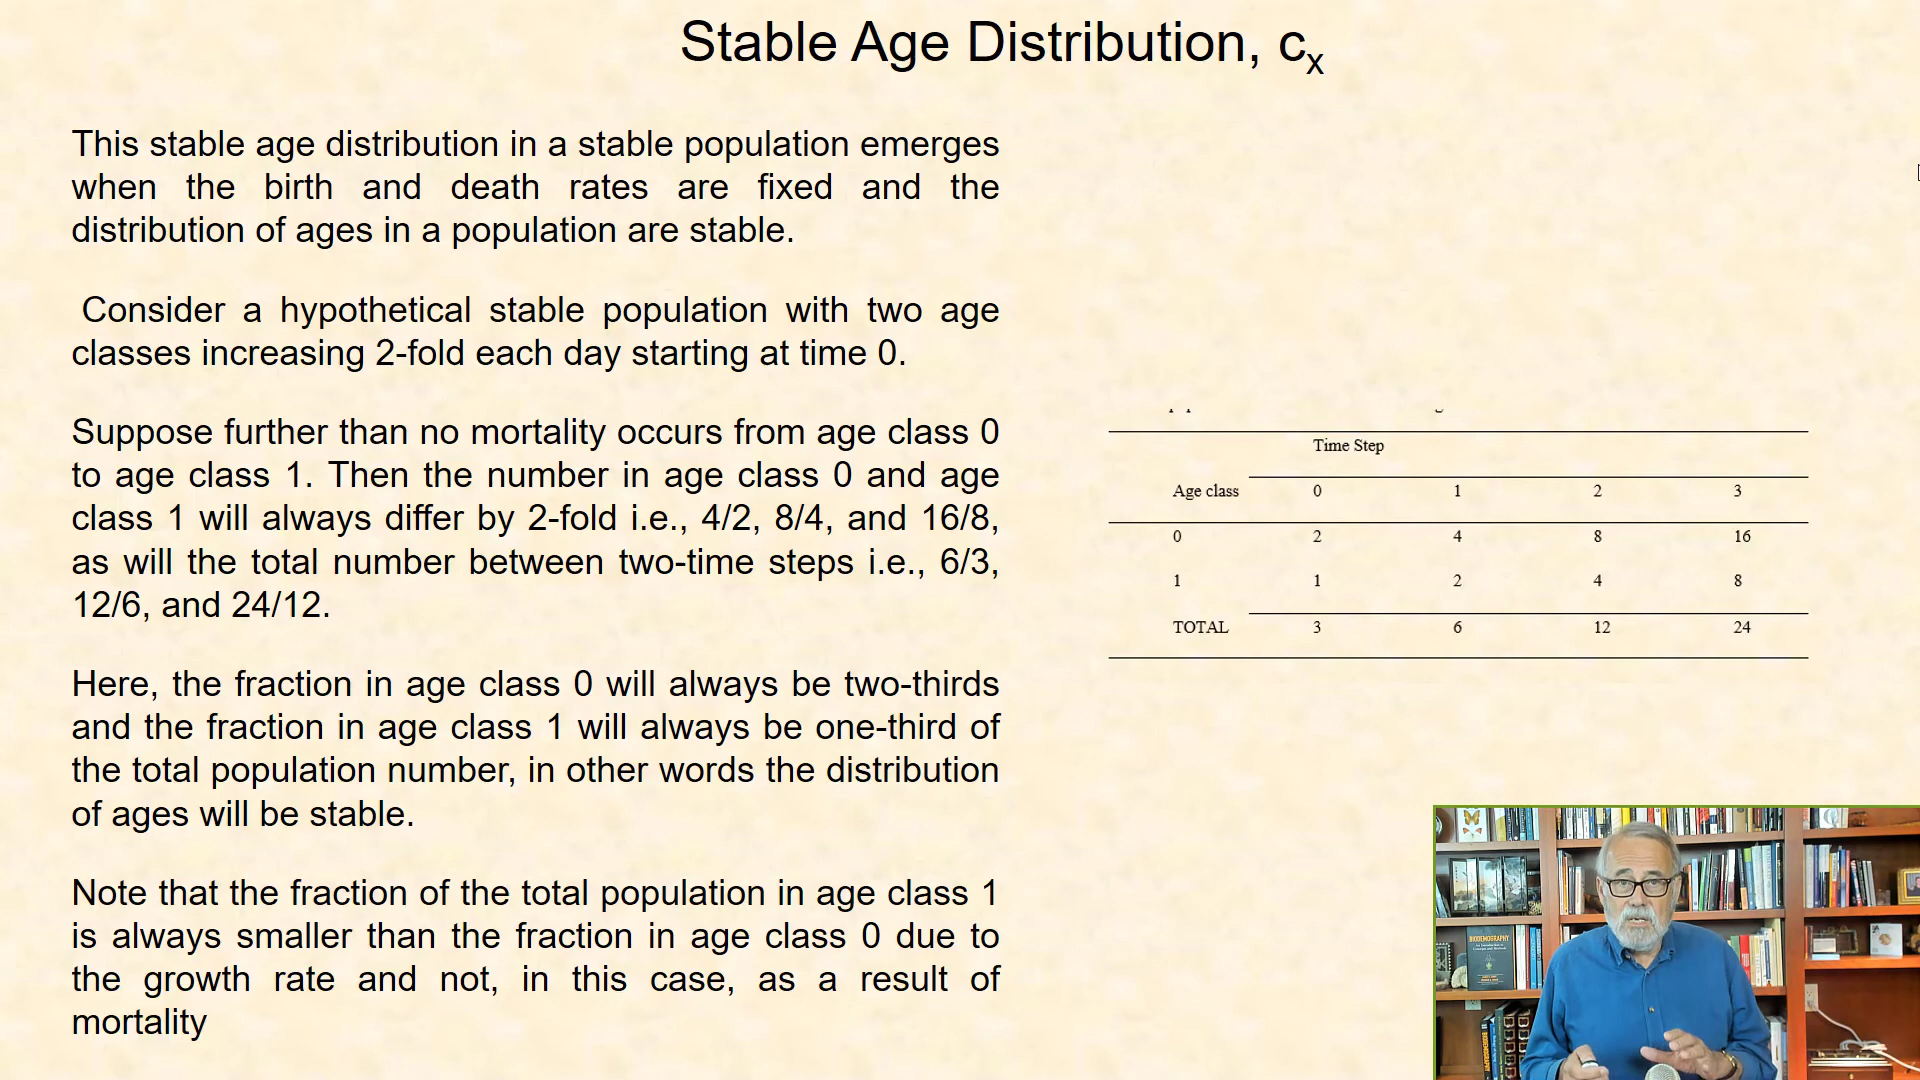 Stable Age Distribution, cx
This stable age distribution in a stable population emerges
when the birth and death rates are fixed and the
distribution of ages in a population are stable.
Consider a hypothetical stable population with two age
classes increasing 2-fold each day starting at time 0.
Suppose further than no mortality occurs from age class 0
to age class 1. Then the number in age class 0 and age
class 1 will always differ by 2-fold i.e., 4/2, 8/4, and 16/8,
as will the total number between two-time steps i.e., 6/3,
12/6, and 24/12.
Here, the fraction in age class 0 will always be two-thirds
and the fraction in age class 1 will always be one-third of
the total population number, in other words the distribution
of ages will be stable.
Note that the fraction of the total population in age class 1
is always smaller than the fraction in age class 0 due to
the growth rate and not, in this case, as a result of
mortality
Time Step
Age class 0 1 2 3
0 2 4 8 16
1 1 2 4 8
TOTAL 3 6 12 24
BIODEMOGRAPHY